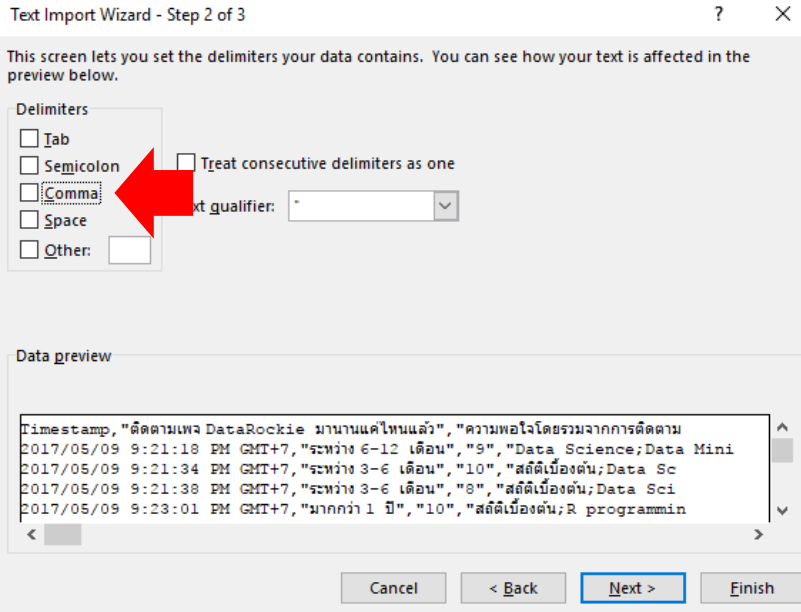 Text Import Wizard - Step 2 of 3
This screen lets you set the delimiters your data contains. You can see how your text is affected in the
preview below.
Delimiters
Tab
Semicolon
Treat consecutive delimiters as one
Comma
qualifier: "
Space
Other:
Data preview
Timestamp,"ติดตามเพจ DataRockie มานานแค่ไหนแล้ว","ความพอใจโดยรวมจากการติดตาม
2017/05/09 9:21:18 PM GMT+7,"ระหว่าง 6-12 เดือน","9","Data Science;Data Mini
2017/05/09 9:21:34 PM GMT+7,"ระหว่าง 3-6 เดือน","10","สถิติเบื้องต้น;Data Sc
2017/05/09 9:21:38 PM GMT+7,"ระหว่าง 3-6 เดือน","8","สถิติเบื้องต้น;Data Sci
2017/05/09 9:23:01 PM GMT+7,"มากกว่า 1 ปี","10","สถิติเบื้องต้น;R programmin
Cancel
< Back
Next >
Finish